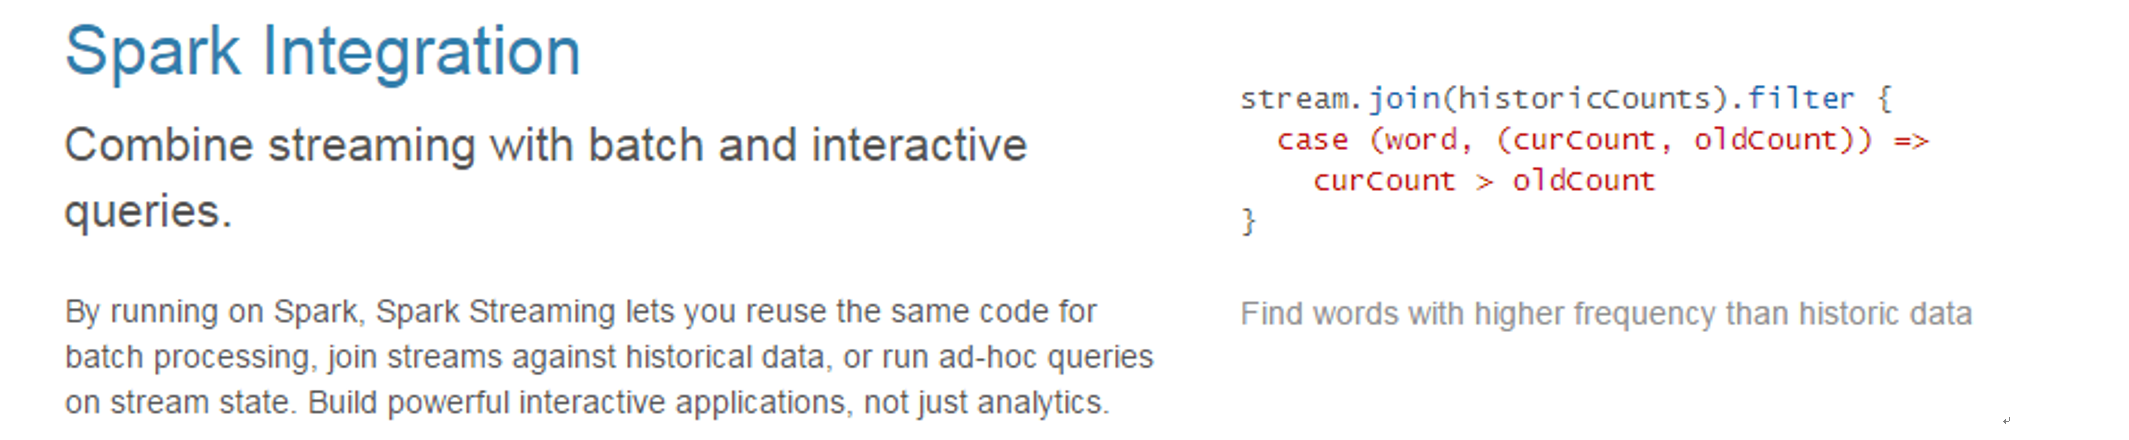 Spark Integration
Combine streaming with batch and interactive
queries.
By running on Spark, Spark Streaming lets you reuse the same code for
batch processing, join streams against historical data, or run ad-hoc queries
on stream state. Build powerful interactive applications, not just analytics.
stream.join(historicCounts).filter {
  case (word, (curCount, oldCount)) =>
    curCount > oldCount
}
Find words with higher frequency than historic data